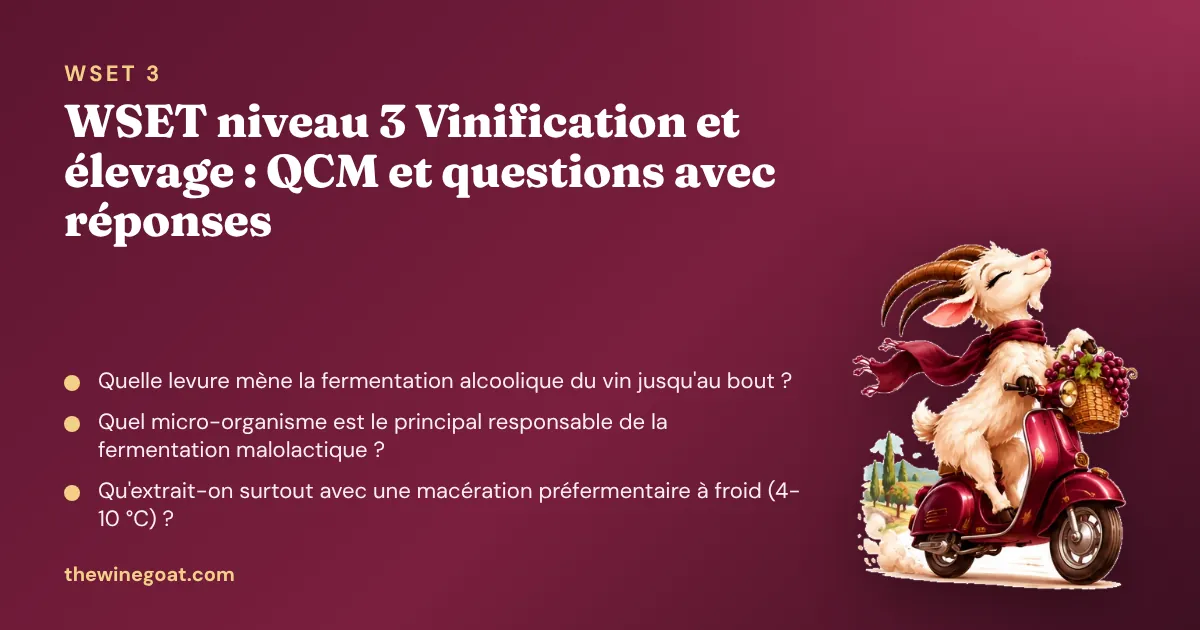 WSET 3
WSET niveau 3 Vinification et
élevage : QCM et questions avec
réponses
Quelle levure mène la fermentation alcoolique du vin jusqu'au bout ?
Quel micro-organisme est le principal responsable de la
fermentation malolactique ?
Qu'extrait-on surtout avec une macération préfermentaire à froid (4-
10 °C) ?
thewinegoat.com